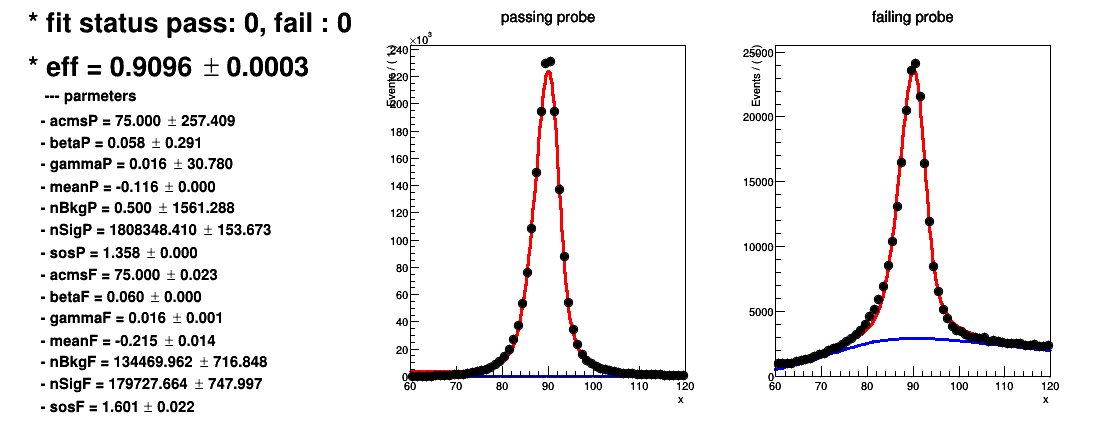 * fit status pass: 0, fail : 0
* eff = 0.9096 ± 0.0003
--- parmeters
- acmsP = 75.000 ± 257.409
- betaP = 0.058 ± 0.291
- gammaP = 0.016 ± 30.780
- meanP = -0.116 ± 0.000
- nBkgP = 0.500 ± 1561.288
- nSigP = 1808348.410 ± 153.673
- sosP = 1.358 ± 0.000
- acmsF = 75.000 ± 0.023
- betaF = 0.060 ± 0.000
- gammaF = 0.016 ± 0.001
- meanF = -0.215 ± 0.014
- nBkgF = 134469.962 ± 716.848
- nSigF = 179727.664 ± 747.997
- sosF = 1.601 ± 0.022
passing probe
×10³
Events / (
240
220
200
180
160
140
120
100
80
60
40
20
0
60 70 80 90 100 110 120
x
failing probe
Events / (
25000
20000
15000
10000
5000
0
60 70 80 90 100 110 120
x